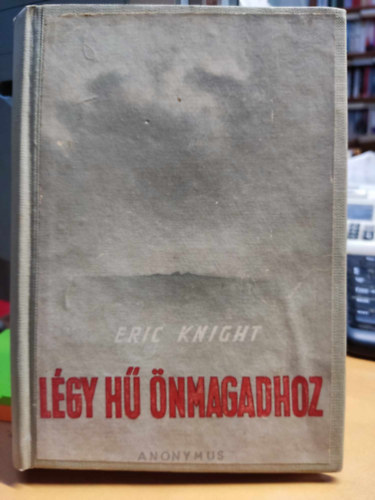 ERIC KNIGHT
LÉGY HŰ ÖNMAGADHOZ
ANONYMUS